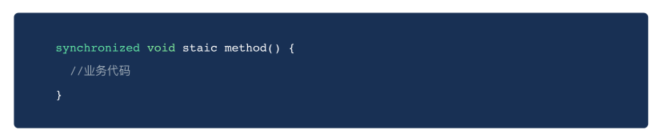 synchronized void staic method() {
//业务代码
}